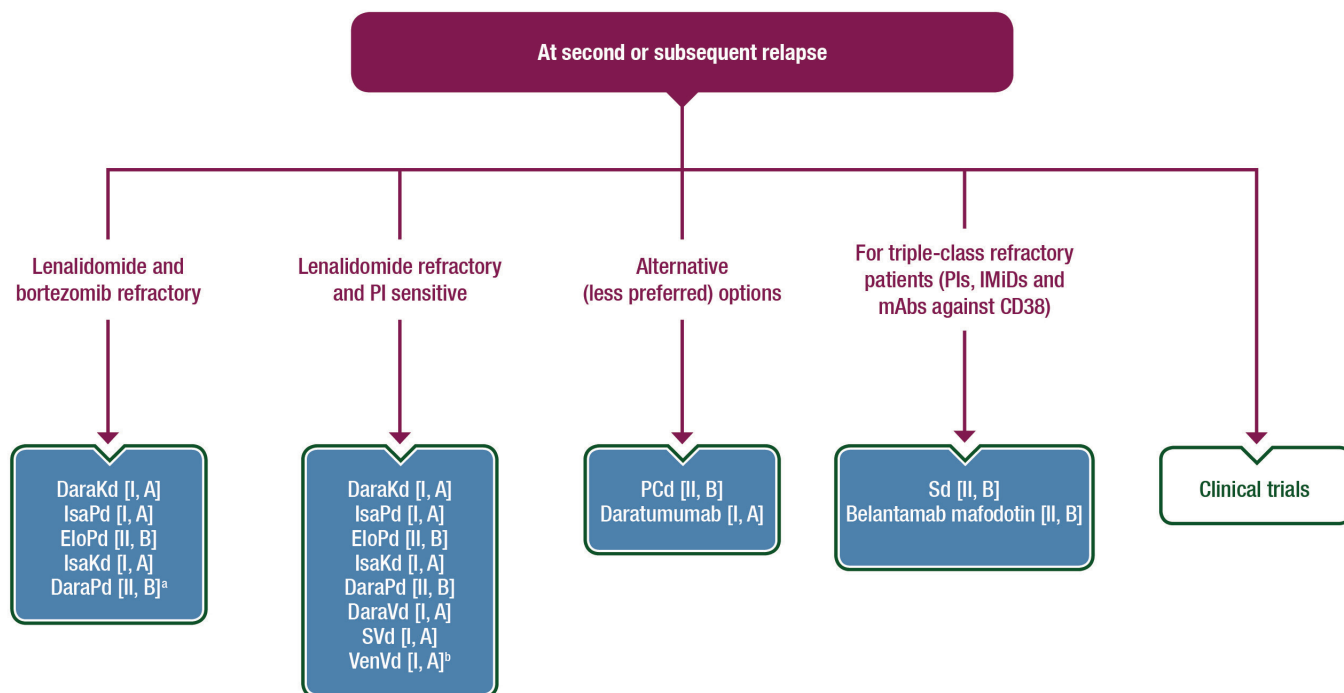 At second or subsequent relapse
Lenalidomide and
bortezomib refractory
Lenalidomide refractory
and PI sensitive
Alternative
(less preferred) options
For triple-class refractory
patients (PIs, IMiDs and
mAbs against CD38)
DaraKd [I, A]
IsaPd [I, A]
EloPd [II, B]
IsaKd [I, A]
DaraPd [II, B]ᵃ
DaraKd [I, A]
IsaPd [I, A]
EloPd [II, B]
IsaKd [I, A]
DaraPd [II, B]
DaraVd [I, A]
SVd [I, A]
VenVd [I, A]ᵇ
PCd [II, B]
Daratumumab [I, A]
Sd [II, B]
Belantamab mafodotin [II, B]
Clinical trials